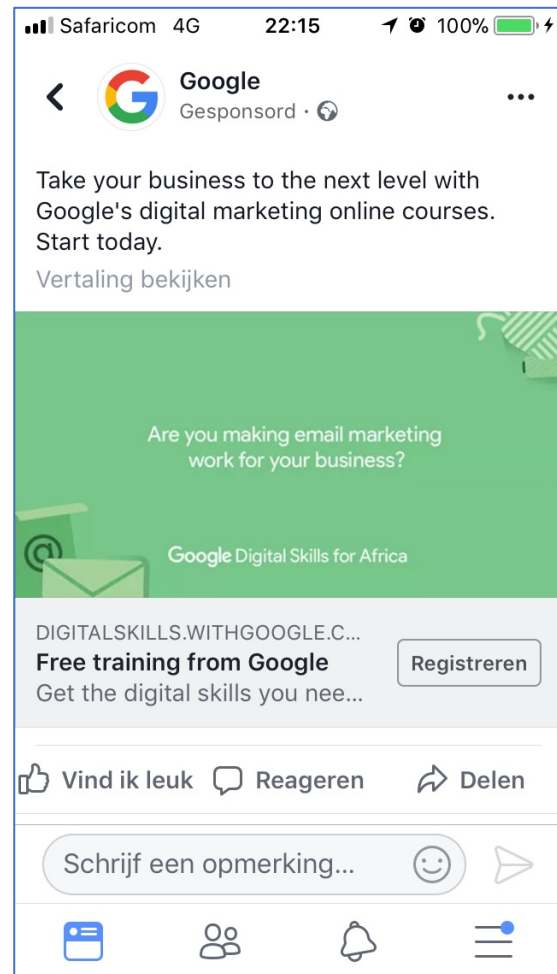 Safaricom 4G 22:15 100%
Google
Gesponsord ·
Take your business to the next level with
Google's digital marketing online courses.
Start today.
Vertaling bekijken
Are you making email marketing
work for your business?
@
Google Digital Skills for Africa
DIGITALSKILLS.WITHGOOGLE.C...
Free training from Google
Get the digital skills you nee...
Registreren
Vind ik leuk Reageren Delen
Schrijf een opmerking...